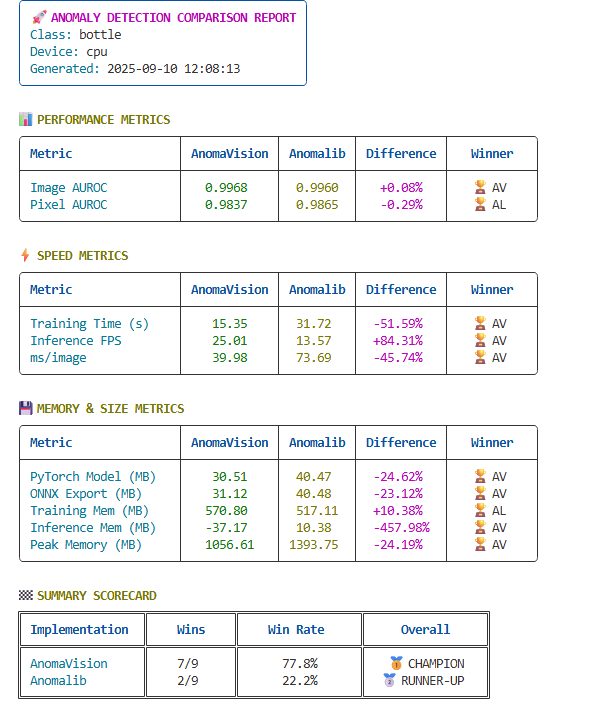 🚀 ANOMALY DETECTION COMPARISON REPORT
Class: bottle
Device: cpu
Generated: 2025-09-10 12:08:13
📊 PERFORMANCE METRICS
Metric AnomaVision Anomalib Difference Winner
Image AUROC 0.9968 0.9960 +0.08% 🏆 AV
Pixel AUROC 0.9837 0.9865 -0.29% 🏆 AL
⚡ SPEED METRICS
Metric AnomaVision Anomalib Difference Winner
Training Time (s) 15.35 31.72 -51.59% 🏆 AV
Inference FPS 25.01 13.57 +84.31% 🏆 AV
ms/image 39.98 73.69 -45.74% 🏆 AV
💾 MEMORY & SIZE METRICS
Metric AnomaVision Anomalib Difference Winner
PyTorch Model (MB) 30.51 40.47 -24.62% 🏆 AV
ONNX Export (MB) 31.12 40.48 -23.12% 🏆 AV
Training Mem (MB) 570.80 517.11 +10.38% 🏆 AL
Inference Mem (MB) -37.17 10.38 -457.98% 🏆 AV
Peak Memory (MB) 1056.61 1393.75 -24.19% 🏆 AV
🏁 SUMMARY SCORECARD
Implementation Wins Win Rate Overall
AnomaVision 7/9 77.8% 🥇 CHAMPION
Anomalib 2/9 22.2% 🥈 RUNNER-UP